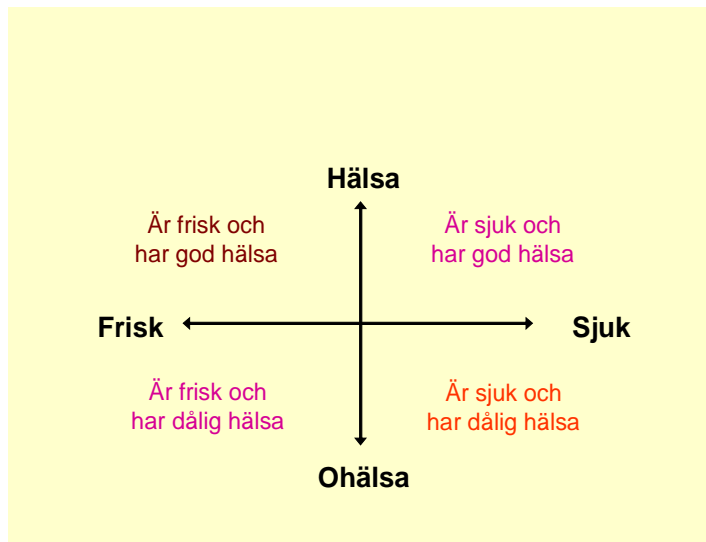 Hälsa
Är frisk och
har god hälsa
Är sjuk och
har god hälsa
Frisk
Sjuk
Är frisk och
har dålig hälsa
Är sjuk och
har dålig hälsa
Ohälsa